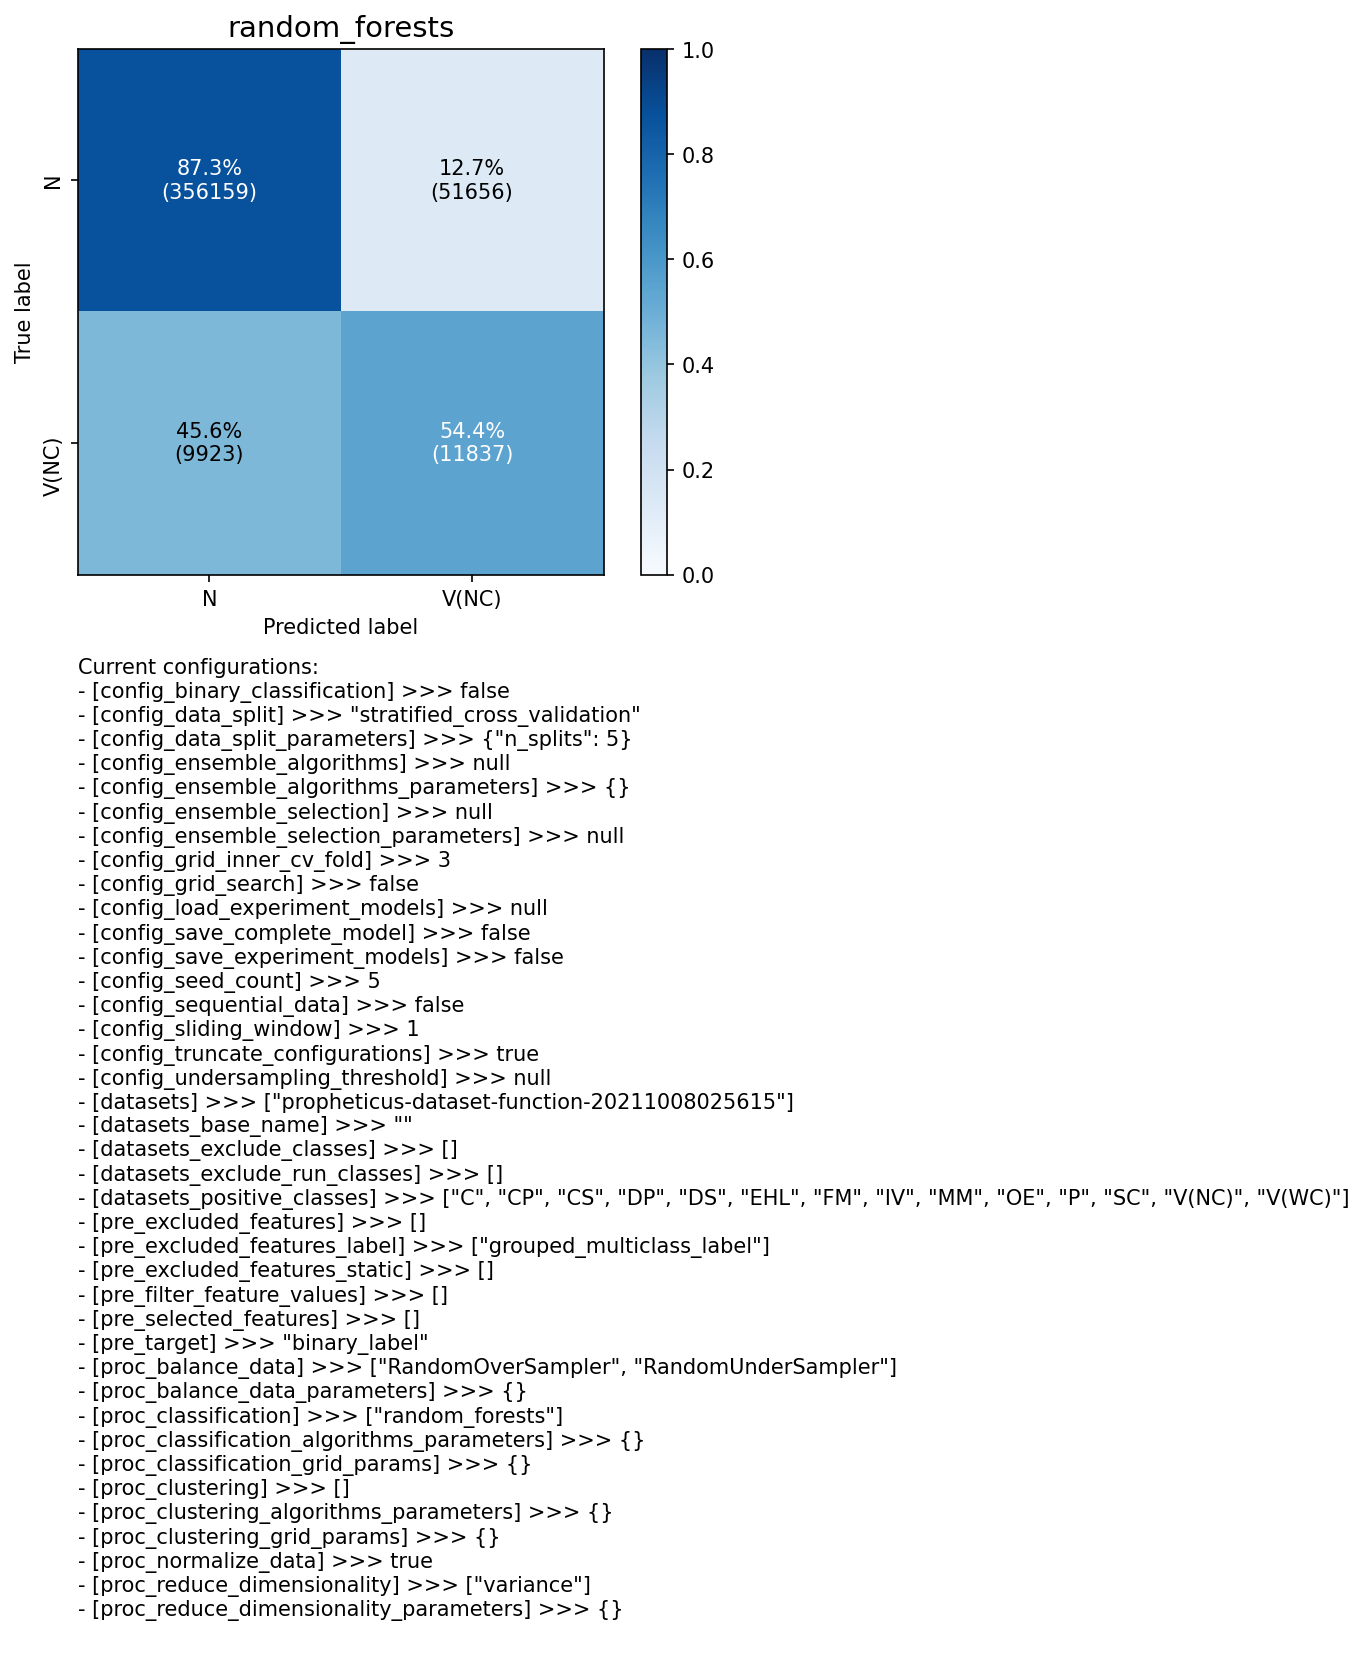 random_forests
1.0
87.3%
(356159)
12.7%
(51656)
0.8
N
0.6
True label
0.4
45.6%
(9923)
54.4%
(11837)
V(NC)
0.2
0.0
N
V(NC)
Predicted label
Current configurations:
- [config_binary_classification] >>> false
- [config_data_split] >>> "stratified_cross_validation"
- [config_data_split_parameters] >>> {"n_splits": 5}
- [config_ensemble_algorithms] >>> null
- [config_ensemble_algorithms_parameters] >>> {}
- [config_ensemble_selection] >>> null
- [config_ensemble_selection_parameters] >>> null
- [config_grid_inner_cv_fold] >>> 3
- [config_grid_search] >>> false
- [config_load_experiment_models] >>> null
- [config_save_complete_model] >>> false
- [config_save_experiment_models] >>> false
- [config_seed_count] >>> 5
- [config_sequential_data] >>> false
- [config_sliding_window] >>> 1
- [config_truncate_configurations] >>> true
- [config_undersampling_threshold] >>> null
- [datasets] >>> ["propheticus-dataset-function-20211008025615"]
- [datasets_base_name] >>> ""
- [datasets_exclude_classes] >>> []
- [datasets_exclude_run_classes] >>> []
- [datasets_positive_classes] >>> ["C", "CP", "CS", "DP", "DS", "EHL", "FM", "IV", "MM", "OE", "P", "SC", "V(NC)", "V(WC)"]
- [pre_excluded_features] >>> []
- [pre_excluded_features_label] >>> ["grouped_multiclass_label"]
- [pre_excluded_features_static] >>> []
- [pre_filter_feature_values] >>> []
- [pre_selected_features] >>> []
- [pre_target] >>> "binary_label"
- [proc_balance_data] >>> ["RandomOverSampler", "RandomUnderSampler"]
- [proc_balance_data_parameters] >>> {}
- [proc_classification] >>> ["random_forests"]
- [proc_classification_algorithms_parameters] >>> {}
- [proc_classification_grid_params] >>> {}
- [proc_clustering] >>> []
- [proc_clustering_algorithms_parameters] >>> {}
- [proc_clustering_grid_params] >>> {}
- [proc_normalize_data] >>> true
- [proc_reduce_dimensionality] >>> ["variance"]
- [proc_reduce_dimensionality_parameters] >>> {}